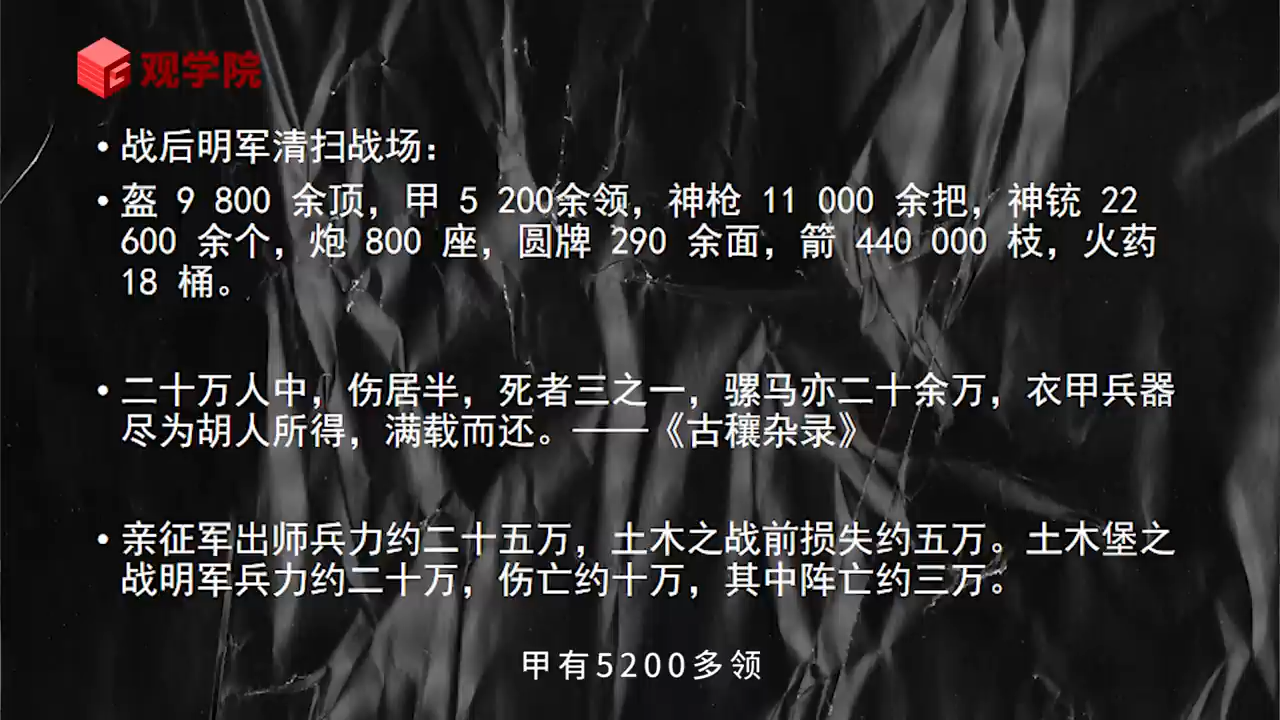 观学院
• 战后明军清扫战场：
• 盔 9 800 余顶，甲 5 200余领，神枪 11 000 余把，神铳 22
600 余个，炮 800 座，圆牌 290 余面，箭 440 000 枝，火药
18 桶。
• 二十万人中，伤居半，死者三之一，骡马亦二十余万，衣甲兵器
尽为胡人所得，满载而还。——《古穰杂录》
• 亲征军出师兵力约二十五万，土木之战前损失约五万。土木堡之
战明军兵力约二十万，伤亡约十万，其中阵亡约三万。
甲有5200多领